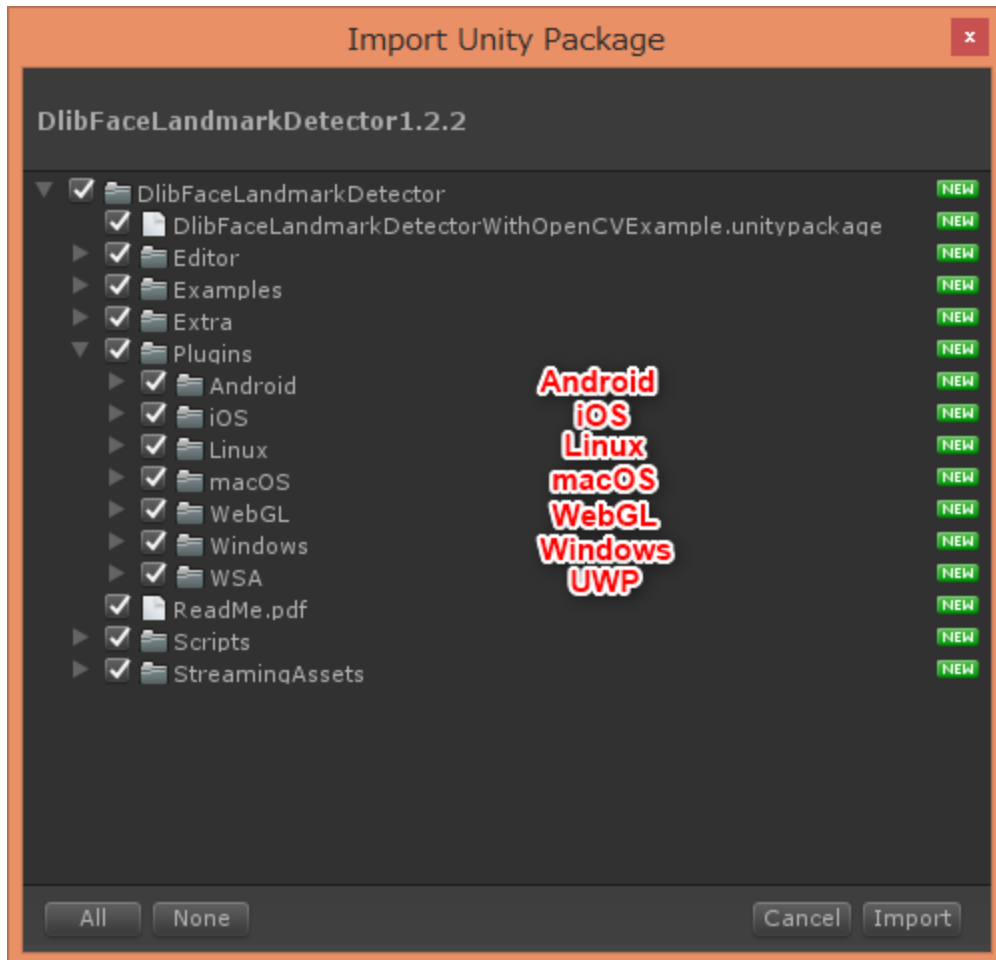 Import Unity Package
x
DlibFaceLandmarkDetector1.2.2
DlibFaceLandmarkDetector NEW
DlibFaceLandmarkDetectorWithOpenCVExample.unitypackage NEW
Editor NEW
Examples NEW
Extra NEW
Plugins NEW
Android Android NEW
iOS iOS NEW
Linux Linux NEW
macOS macOS NEW
WebGL WebGL NEW
Windows Windows NEW
WSA UWP NEW
ReadMe.pdf NEW
Scripts NEW
StreamingAssets NEW
All None Cancel Import